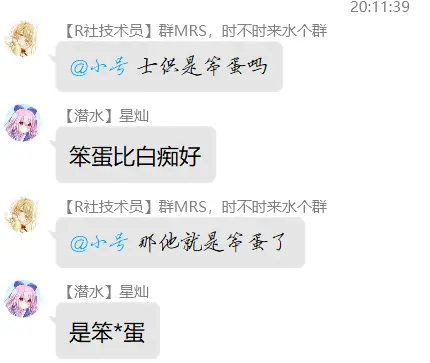 20:11:39
【R社技术员】群MRS，时不时来水个群
@小号 士织是笨蛋吗
【潜水】星灿
笨蛋比白痴好
【R社技术员】群MRS，时不时来水个群
@小号 那他就是笨蛋了
【潜水】星灿
是笨*蛋